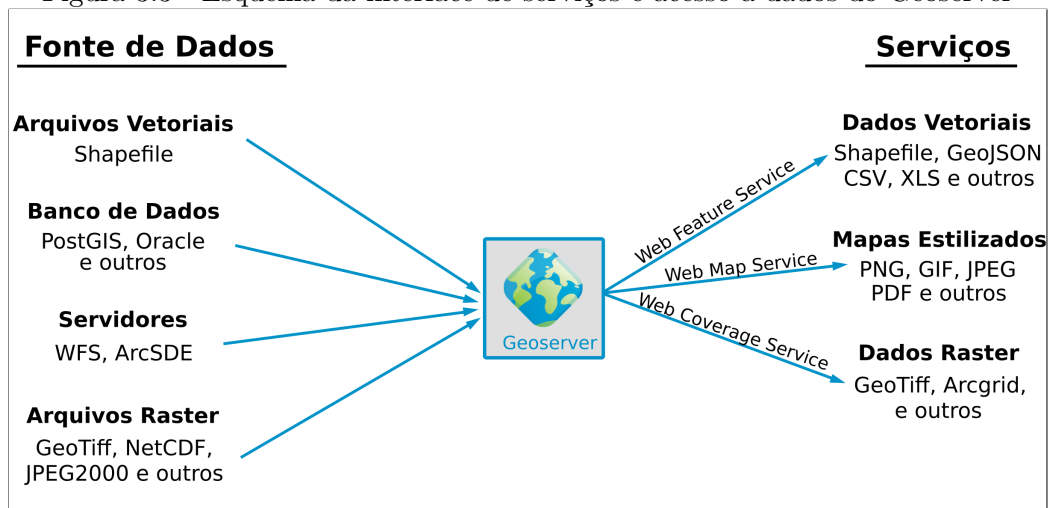 Fonte de Dados
Arquivos Vetoriais
Shapefile
Banco de Dados
PostGIS, Oracle
e outros
Servidores
WFS, ArcSDE
Arquivos Raster
GeoTiff, NetCDF,
JPEG2000 e outros
Geoserver
Web Feature Service
Web Map Service
Web Coverage Service
Serviços
Dados Vetoriais
Shapefile, GeoJSON
CSV, XLS e outros
Mapas Estilizados
PNG, GIF, JPEG
PDF e outros
Dados Raster
GeoTiff, Arcgrid,
e outros